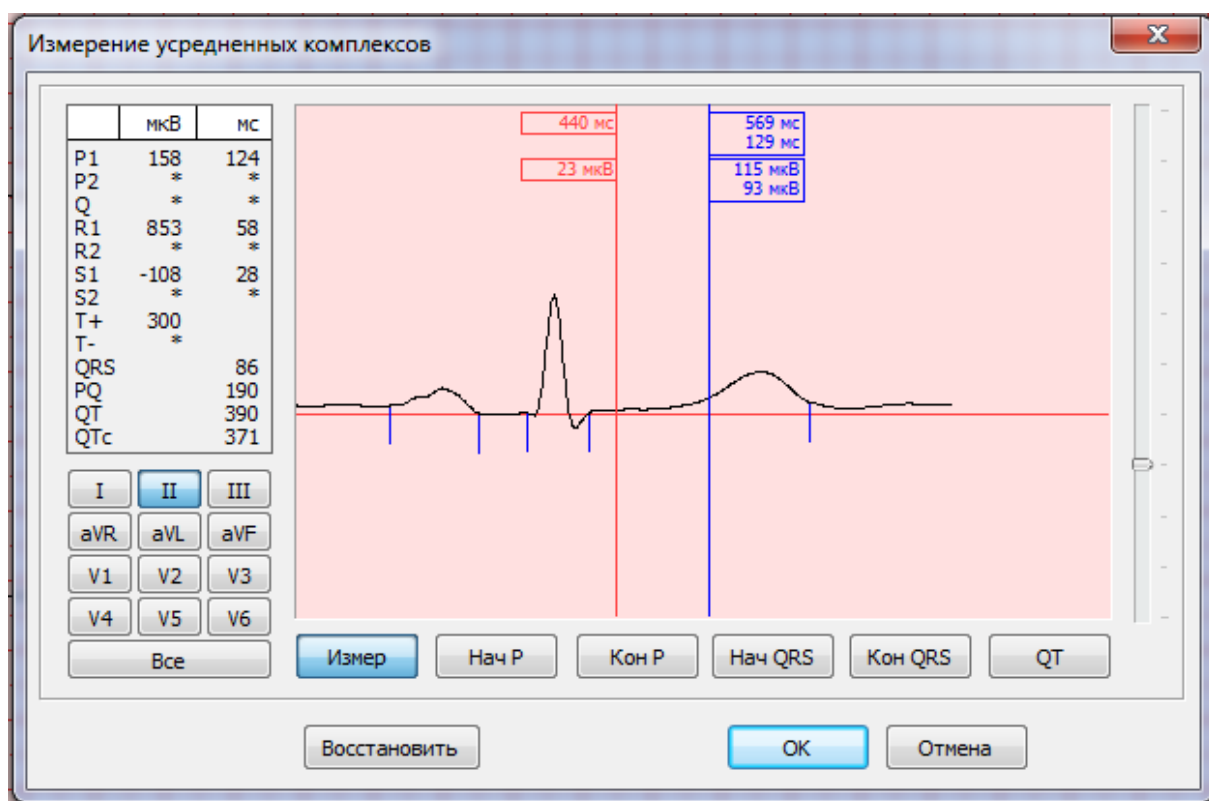 Измерение усредненных комплексов
мкВ мс
P1 158 124
P2 * *
Q * *
R1 853 58
R2 * *
S1 -108 28
S2 * *
T+ 300
T- *
QRS 86
PQ 190
QT 390
QTc 371
440 мс
23 мкВ
569 мс
129 мс
115 мкВ
93 мкВ
I II III
aVR aVL aVF
V1 V2 V3
V4 V5 V6
Все
Измер Нач P Кон P Нач QRS Кон QRS QT
Восстановить OK Отмена